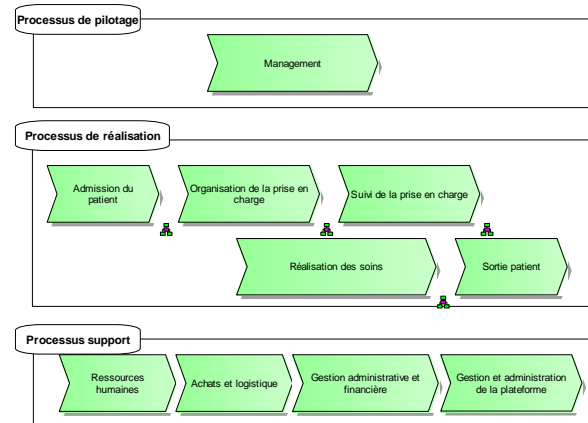 Processus de pilotage
Management
Processus de réalisation
Admission du
patient
Organisation de la prise en
charge
Suivi de la prise en charge
Réalisation des soins
Sortie patient
Processus support
Ressources
humaines
Achats et logistique
Gestion administrative et
financière
Gestion et administration
de la plateforme